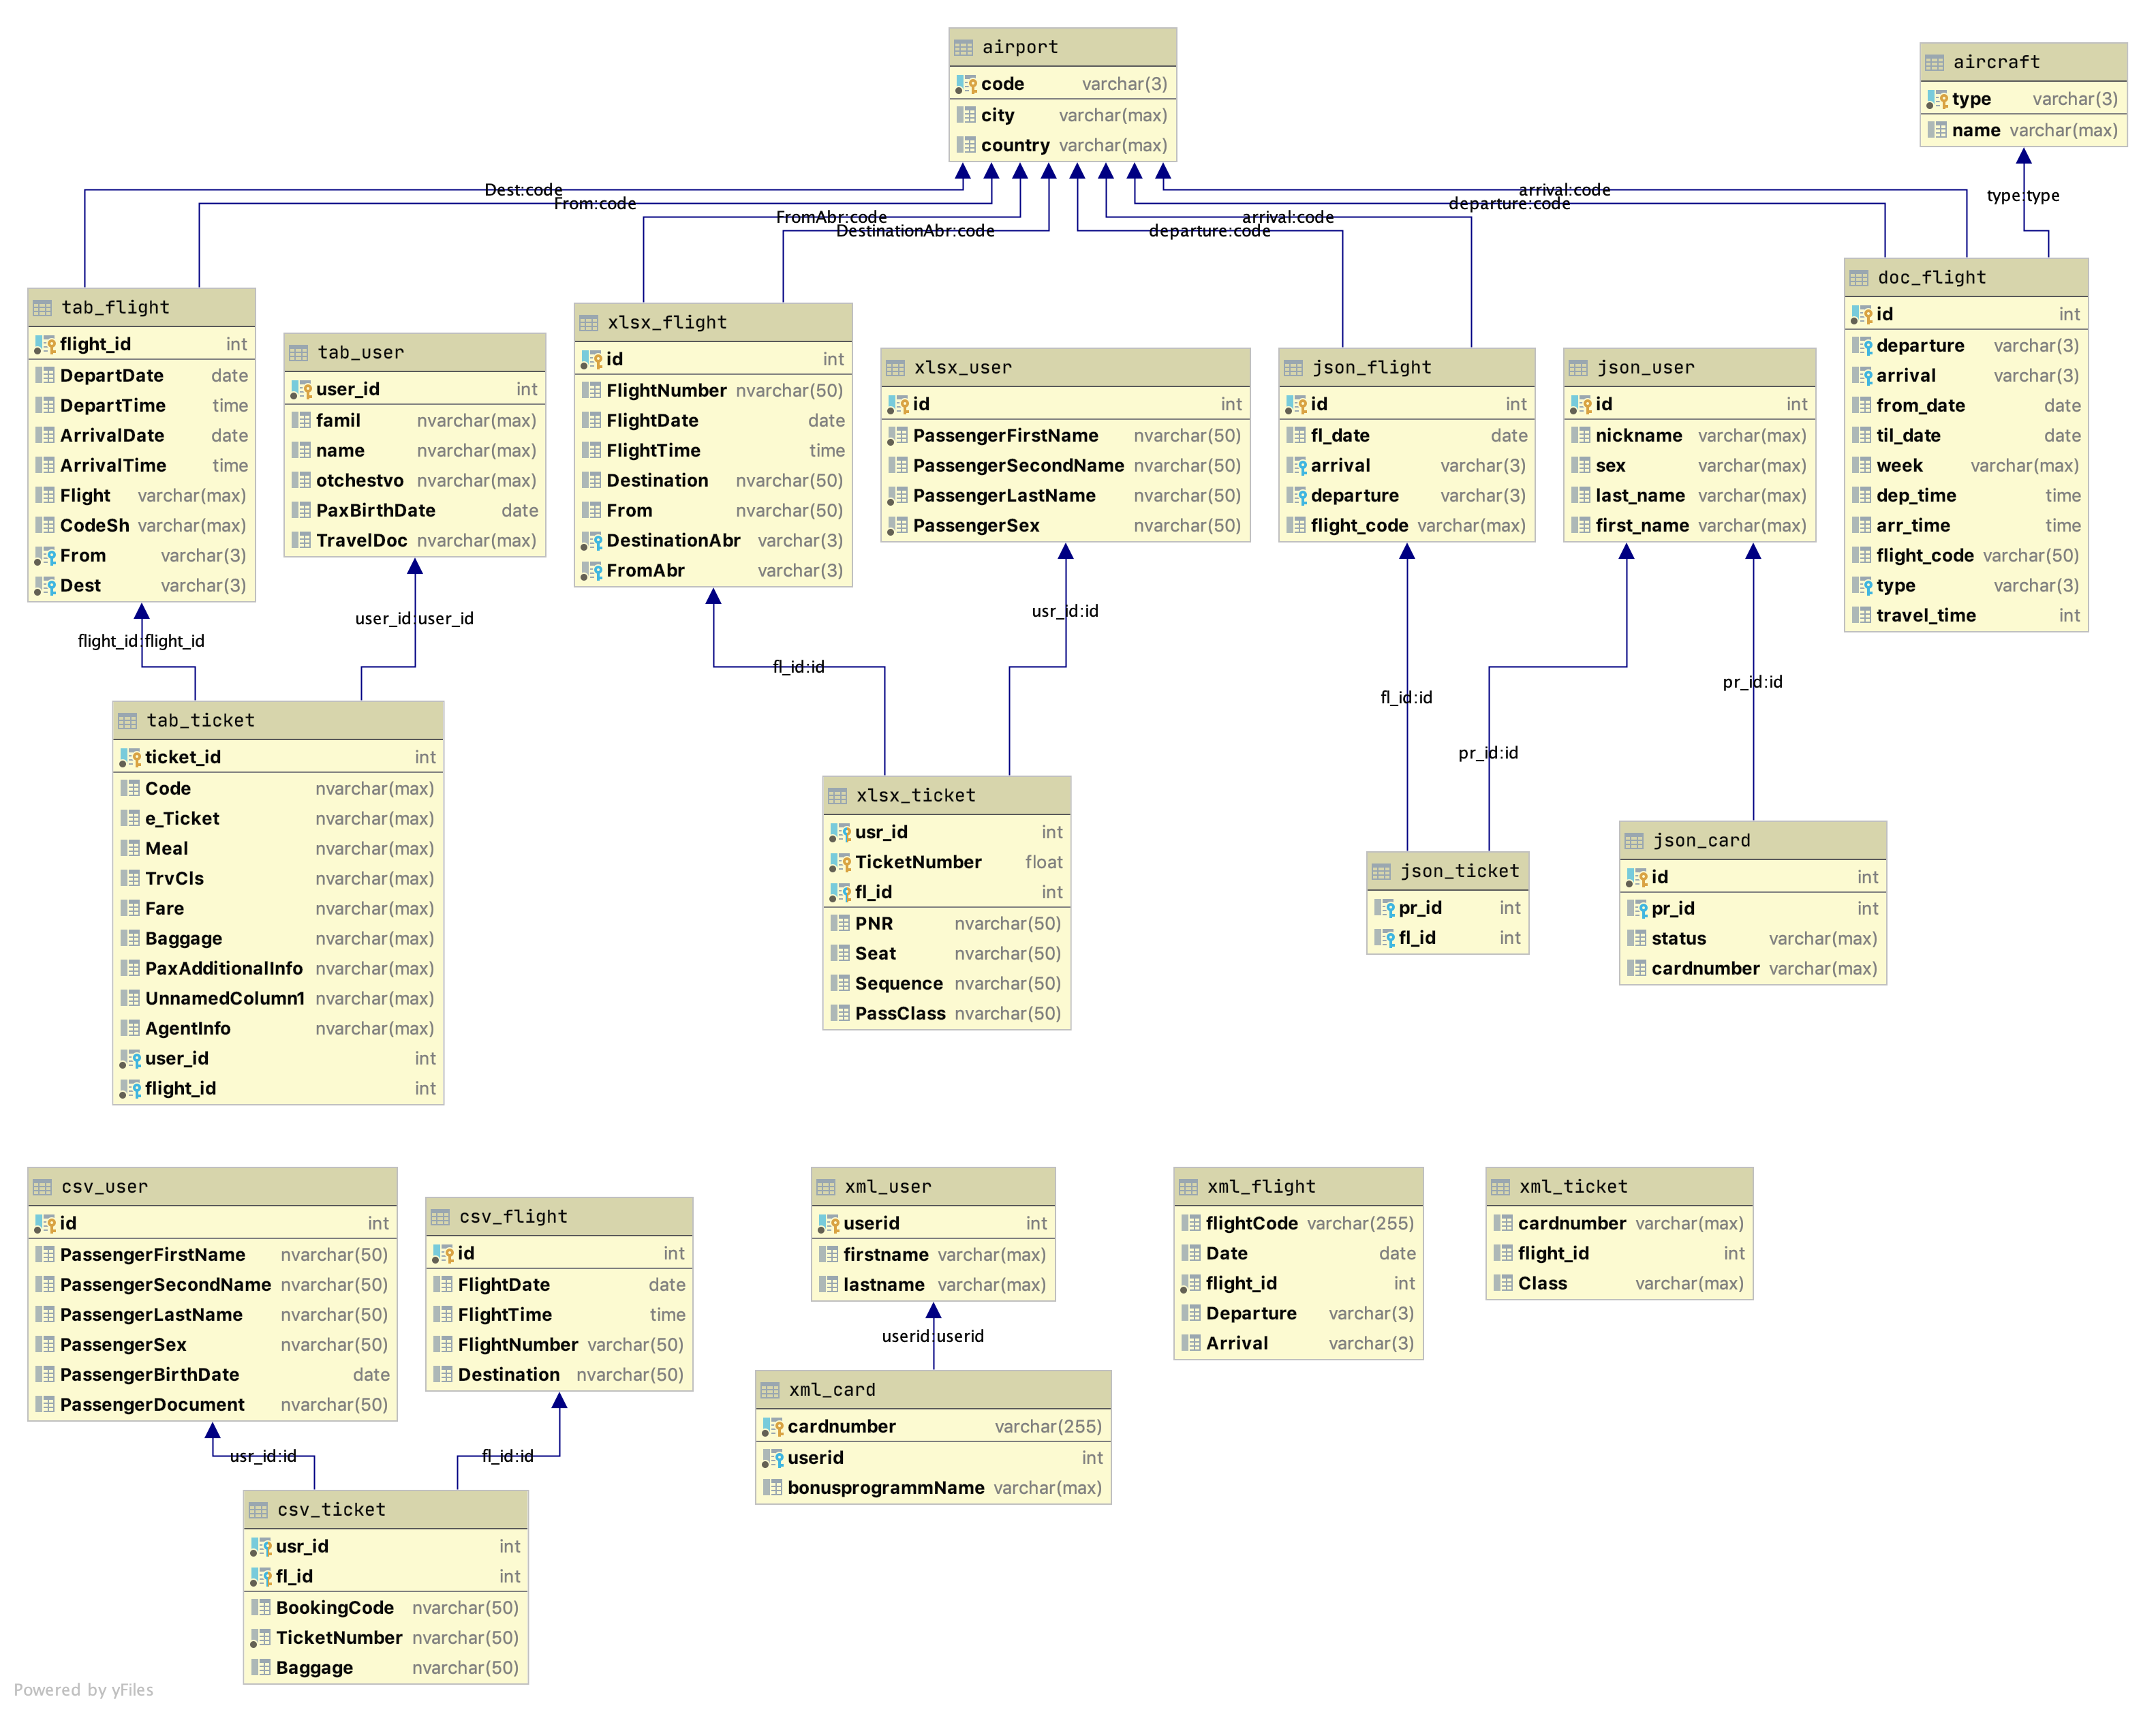 airport
code varchar(3)
city varchar(max)
country varchar(max)
aircraft
type varchar(3)
name varchar(max)
Dest:code
From:code
FromAbr:code
DestinationAbr:code
arrival:code
departure:code
arrival:code
departure:code
type:type
tab_flight
flight_id int
DepartDate date
DepartTime time
ArrivalDate date
ArrivalTime time
Flight varchar(max)
CodeSh varchar(max)
From varchar(3)
Dest varchar(3)
tab_user
user_id int
famil nvarchar(max)
name nvarchar(max)
otchestvo nvarchar(max)
PaxBirthDate date
TravelDoc nvarchar(max)
xlsx_flight
id int
FlightNumber nvarchar(50)
FlightDate date
FlightTime time
Destination nvarchar(50)
From nvarchar(50)
DestinationAbr varchar(3)
FromAbr varchar(3)
xlsx_user
id int
PassengerFirstName nvarchar(50)
PassengerSecondName nvarchar(50)
PassengerLastName nvarchar(50)
PassengerSex nvarchar(50)
json_flight
id int
fl_date date
arrival varchar(3)
departure varchar(3)
flight_code varchar(max)
json_user
id int
nickname varchar(max)
sex varchar(max)
last_name varchar(max)
first_name varchar(max)
doc_flight
id int
departure varchar(3)
arrival varchar(3)
from_date date
til_date date
week varchar(max)
dep_time time
arr_time time
flight_code varchar(50)
type varchar(3)
travel_time int
flight_id:flight_id
user_id:user_id
fl_id:id
usr_id:id
fl_id:id
pr_id:id
pr_id:id
tab_ticket
ticket_id int
Code nvarchar(max)
e_Ticket nvarchar(max)
Meal nvarchar(max)
TrvCls nvarchar(max)
Fare nvarchar(max)
Baggage nvarchar(max)
PaxAdditionalInfo nvarchar(max)
UnnamedColumn1 nvarchar(max)
AgentInfo nvarchar(max)
user_id int
flight_id int
xlsx_ticket
usr_id int
TicketNumber float
fl_id int
PNR nvarchar(50)
Seat nvarchar(50)
Sequence nvarchar(50)
PassClass nvarchar(50)
json_ticket
pr_id int
fl_id int
json_card
id int
pr_id int
status varchar(max)
cardnumber varchar(max)
csv_user
id int
PassengerFirstName nvarchar(50)
PassengerSecondName nvarchar(50)
PassengerLastName nvarchar(50)
PassengerSex nvarchar(50)
PassengerBirthDate date
PassengerDocument nvarchar(50)
csv_flight
id int
FlightDate date
FlightTime time
FlightNumber varchar(50)
Destination nvarchar(50)
xml_user
userid int
firstname varchar(max)
lastname varchar(max)
xml_flight
flightCode varchar(255)
Date date
flight_id int
Departure varchar(3)
Arrival varchar(3)
xml_ticket
cardnumber varchar(max)
flight_id int
Class varchar(max)
userid:userid
xml_card
cardnumber varchar(255)
userid int
bonusprogrammName varchar(max)
usr_id:id
fl_id:id
csv_ticket
usr_id int
fl_id int
BookingCode nvarchar(50)
TicketNumber nvarchar(50)
Baggage nvarchar(50)
Powered by yFiles